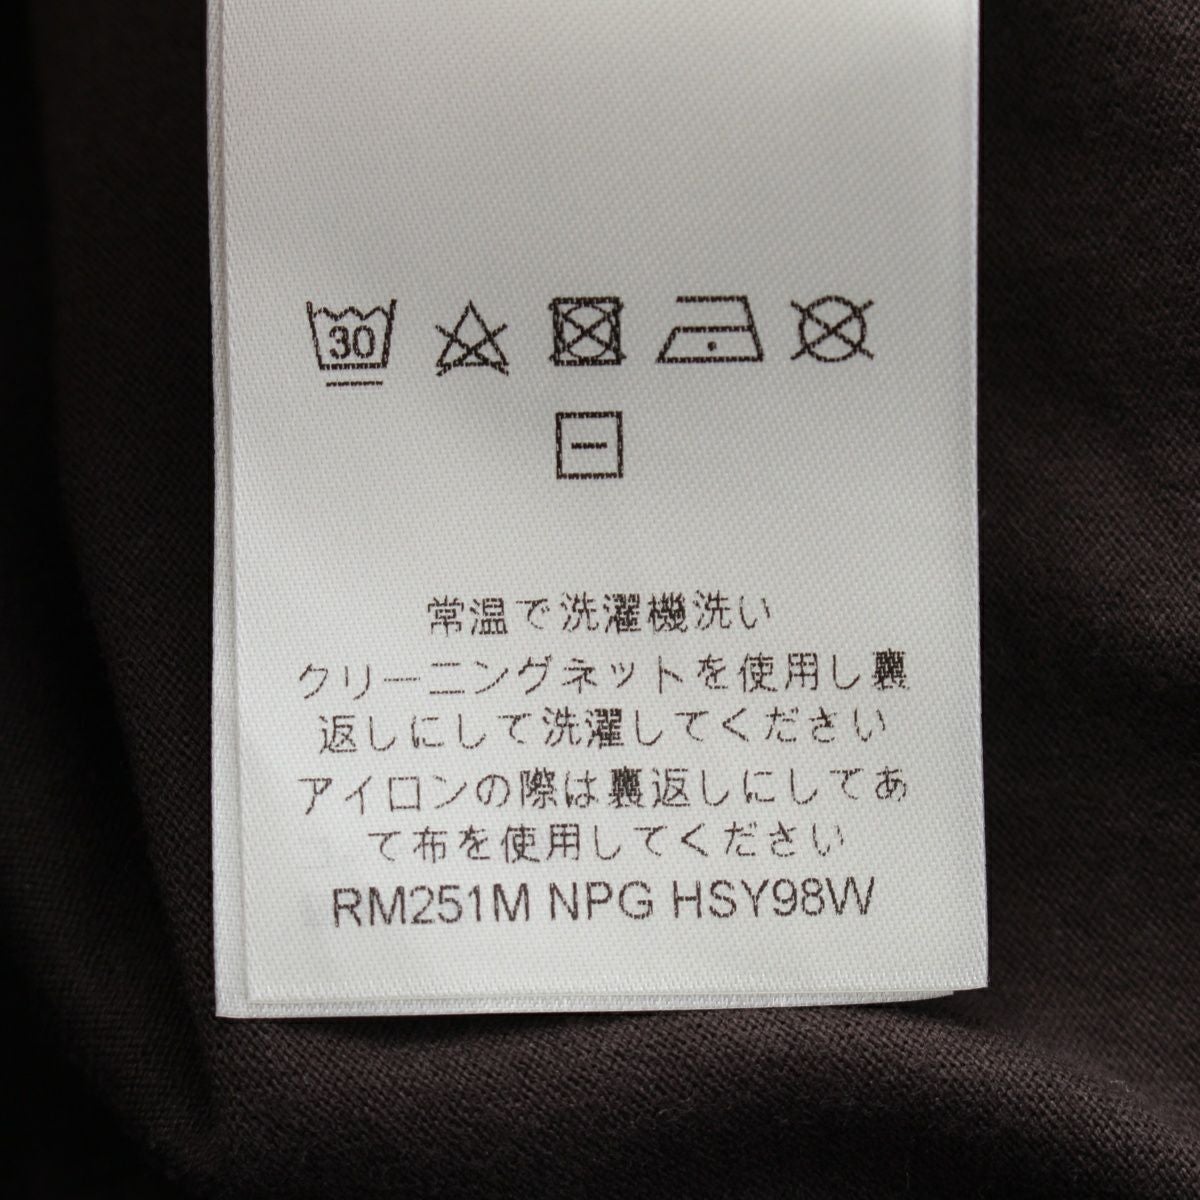 30
常温で洗濯機洗い
クリーニングネットを使用し裏
返しにして洗濯してください
アイロンの際は裏返しにしてあ
て布を使用してください
RM251M NPG HSY98W